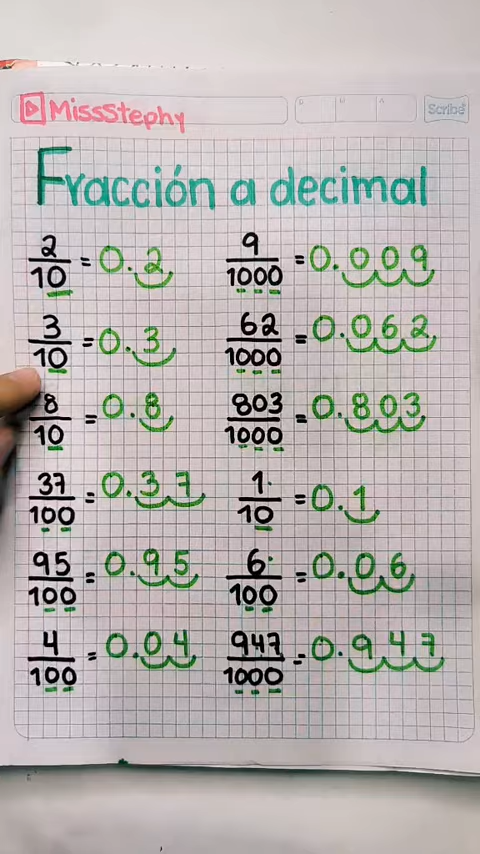 MissStephy
Scribe
Fracción a decimal
2/10 = 0.2
3/10 = 0.3
8/10 = 0.8
37/100 = 0.37
95/100 = 0.95
4/100 = 0.04
9/1000 = 0.009
62/1000 = 0.062
803/1000 = 0.803
1/10 = 0.1
6/100 = 0.06
947/1000 = 0.947